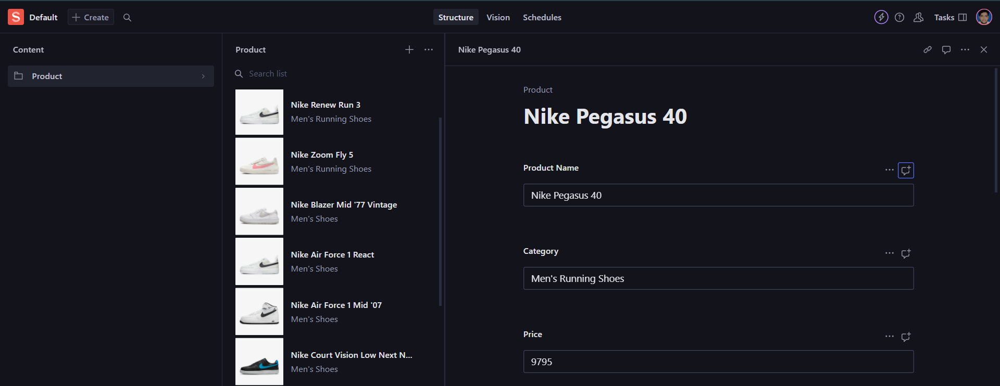 S Default
Create
Structure
Vision
Schedules
Tasks
Content
Product
Product
Search list
Nike Renew Run 3
Men's Running Shoes
Nike Zoom Fly 5
Men's Running Shoes
Nike Blazer Mid '77 Vintage
Men's Shoes
Nike Air Force 1 React
Men's Shoes
Nike Air Force 1 Mid '07
Men's Shoes
Nike Court Vision Low Next N...
Men's Shoes
Nike Pegasus 40
Product
Nike Pegasus 40
Product Name
Nike Pegasus 40
Category
Men's Running Shoes
Price
9795